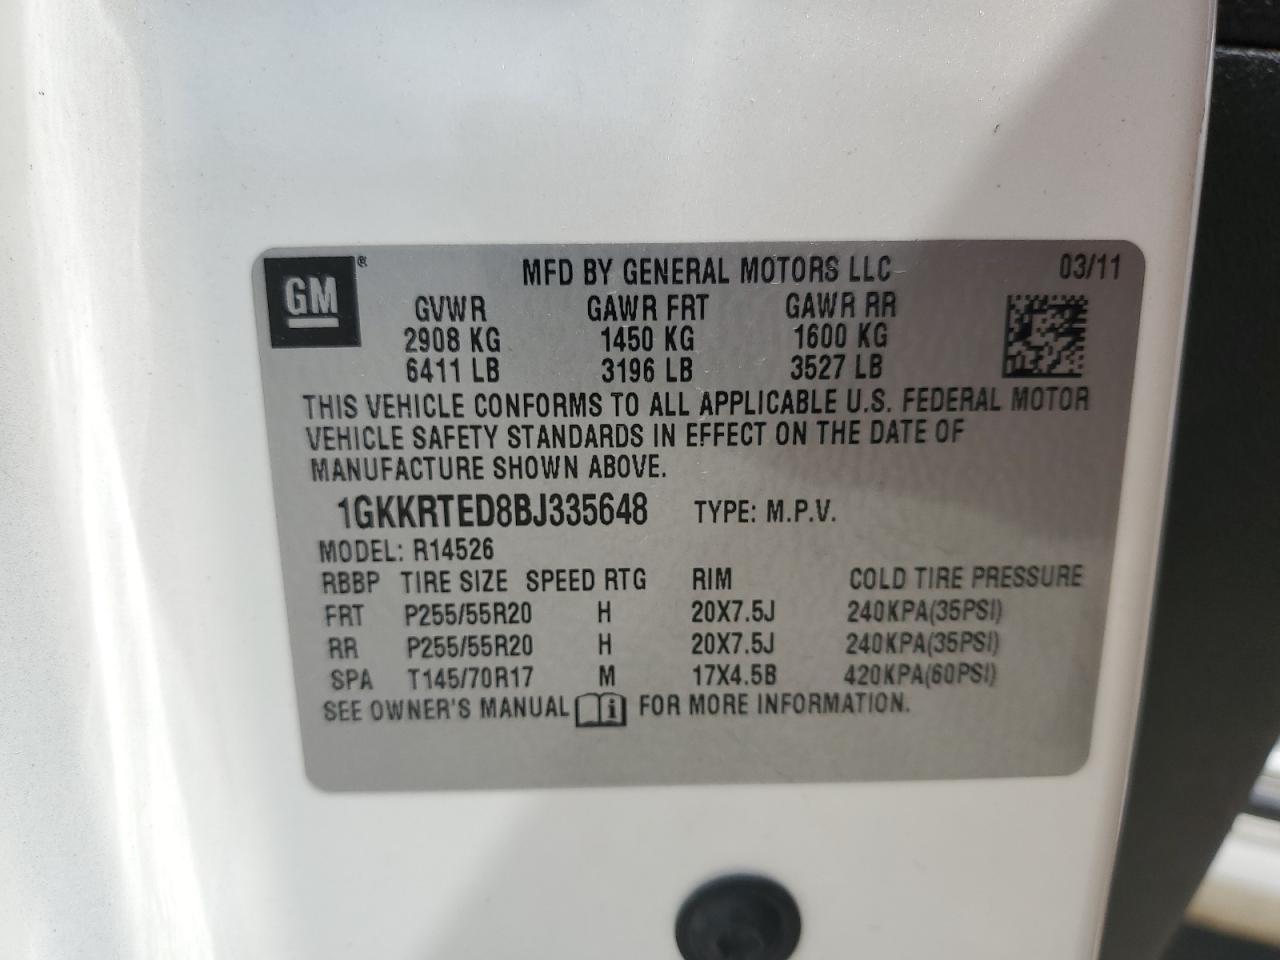 GM ® MFD BY GENERAL MOTORS LLC 03/11
GVWR GAWR FRT GAWR RR
2908 KG 1450 KG 1600 KG
6411 LB 3196 LB 3527 LB
THIS VEHICLE CONFORMS TO ALL APPLICABLE U.S. FEDERAL MOTOR
VEHICLE SAFETY STANDARDS IN EFFECT ON THE DATE OF
MANUFACTURE SHOWN ABOVE.
1GKKRTED8BJ335648 TYPE: M.P.V.
MODEL: R14526
RBBP TIRE SIZE SPEED RTG RIM COLD TIRE PRESSURE
FRT P255/55R20 H 20X7.5J 240KPA(35PSI)
RR P255/55R20 H 20X7.5J 240KPA(35PSI)
SPA T145/70R17 M 17X4.5B 420KPA(60PSI)
SEE OWNER'S MANUAL i FOR MORE INFORMATION.